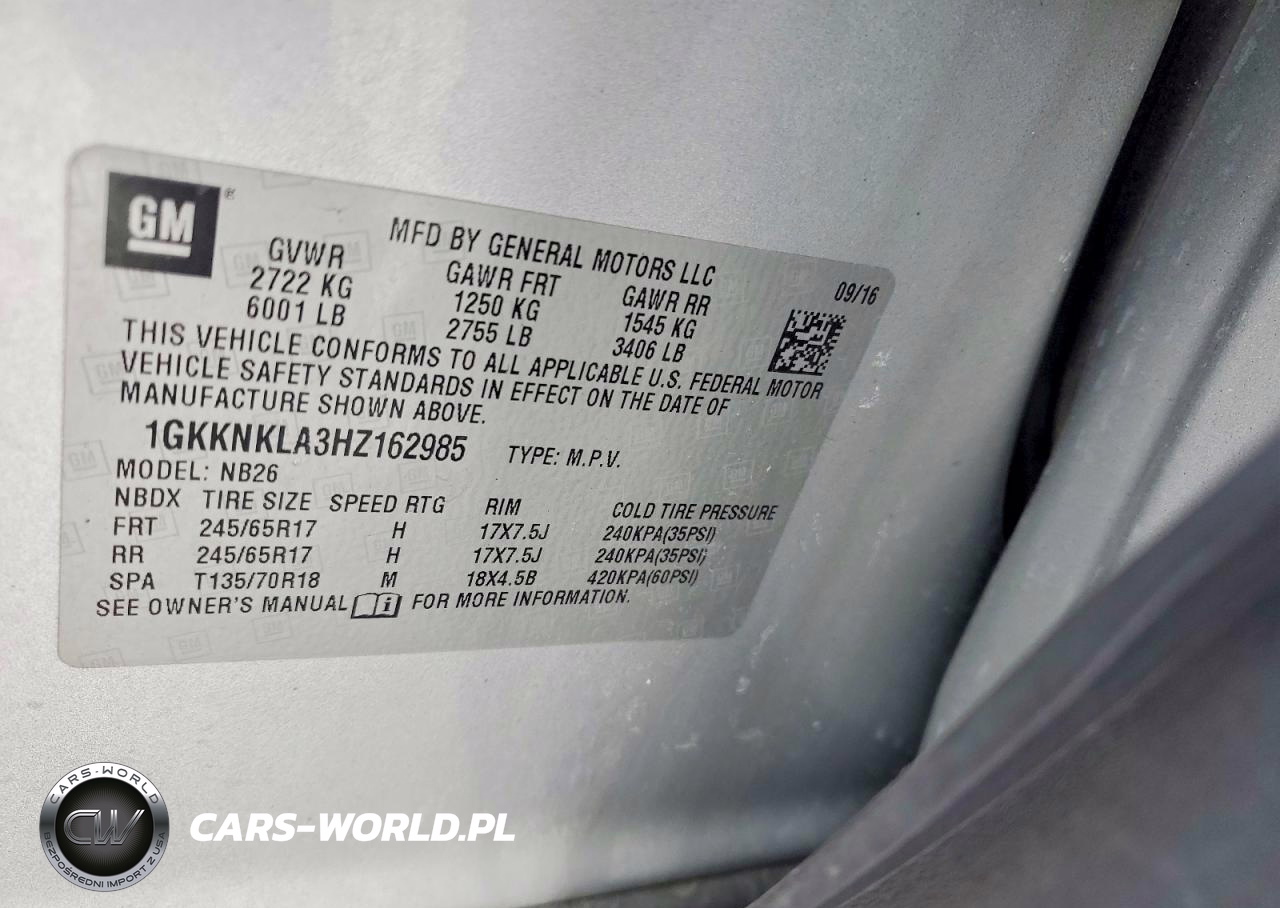 GM ®
MFD BY GENERAL MOTORS LLC
09/16
GVWR GAWR FRT GAWR RR
2722 KG 1250 KG 1545 KG
6001 LB 2755 LB 3406 LB
THIS VEHICLE CONFORMS TO ALL APPLICABLE U.S. FEDERAL MOTOR
VEHICLE SAFETY STANDARDS IN EFFECT ON THE DATE OF
MANUFACTURE SHOWN ABOVE.
1GKKNKLA3HZ162985 TYPE: M.P.V.
MODEL: NB26
NBDX TIRE SIZE SPEED RTG RIM COLD TIRE PRESSURE
FRT 245/65R17 H 17X7.5J 240KPA(35PSI)
RR 245/65R17 H 17X7.5J 240KPA(35PSI)
SPA T135/70R18 M 18X4.5B 420KPA(60PSI)
SEE OWNER'S MANUAL i FOR MORE INFORMATION.
CARS-WORLD
CW
BEZPOŚREDNI IMPORT Z USA
CARS-WORLD.PL